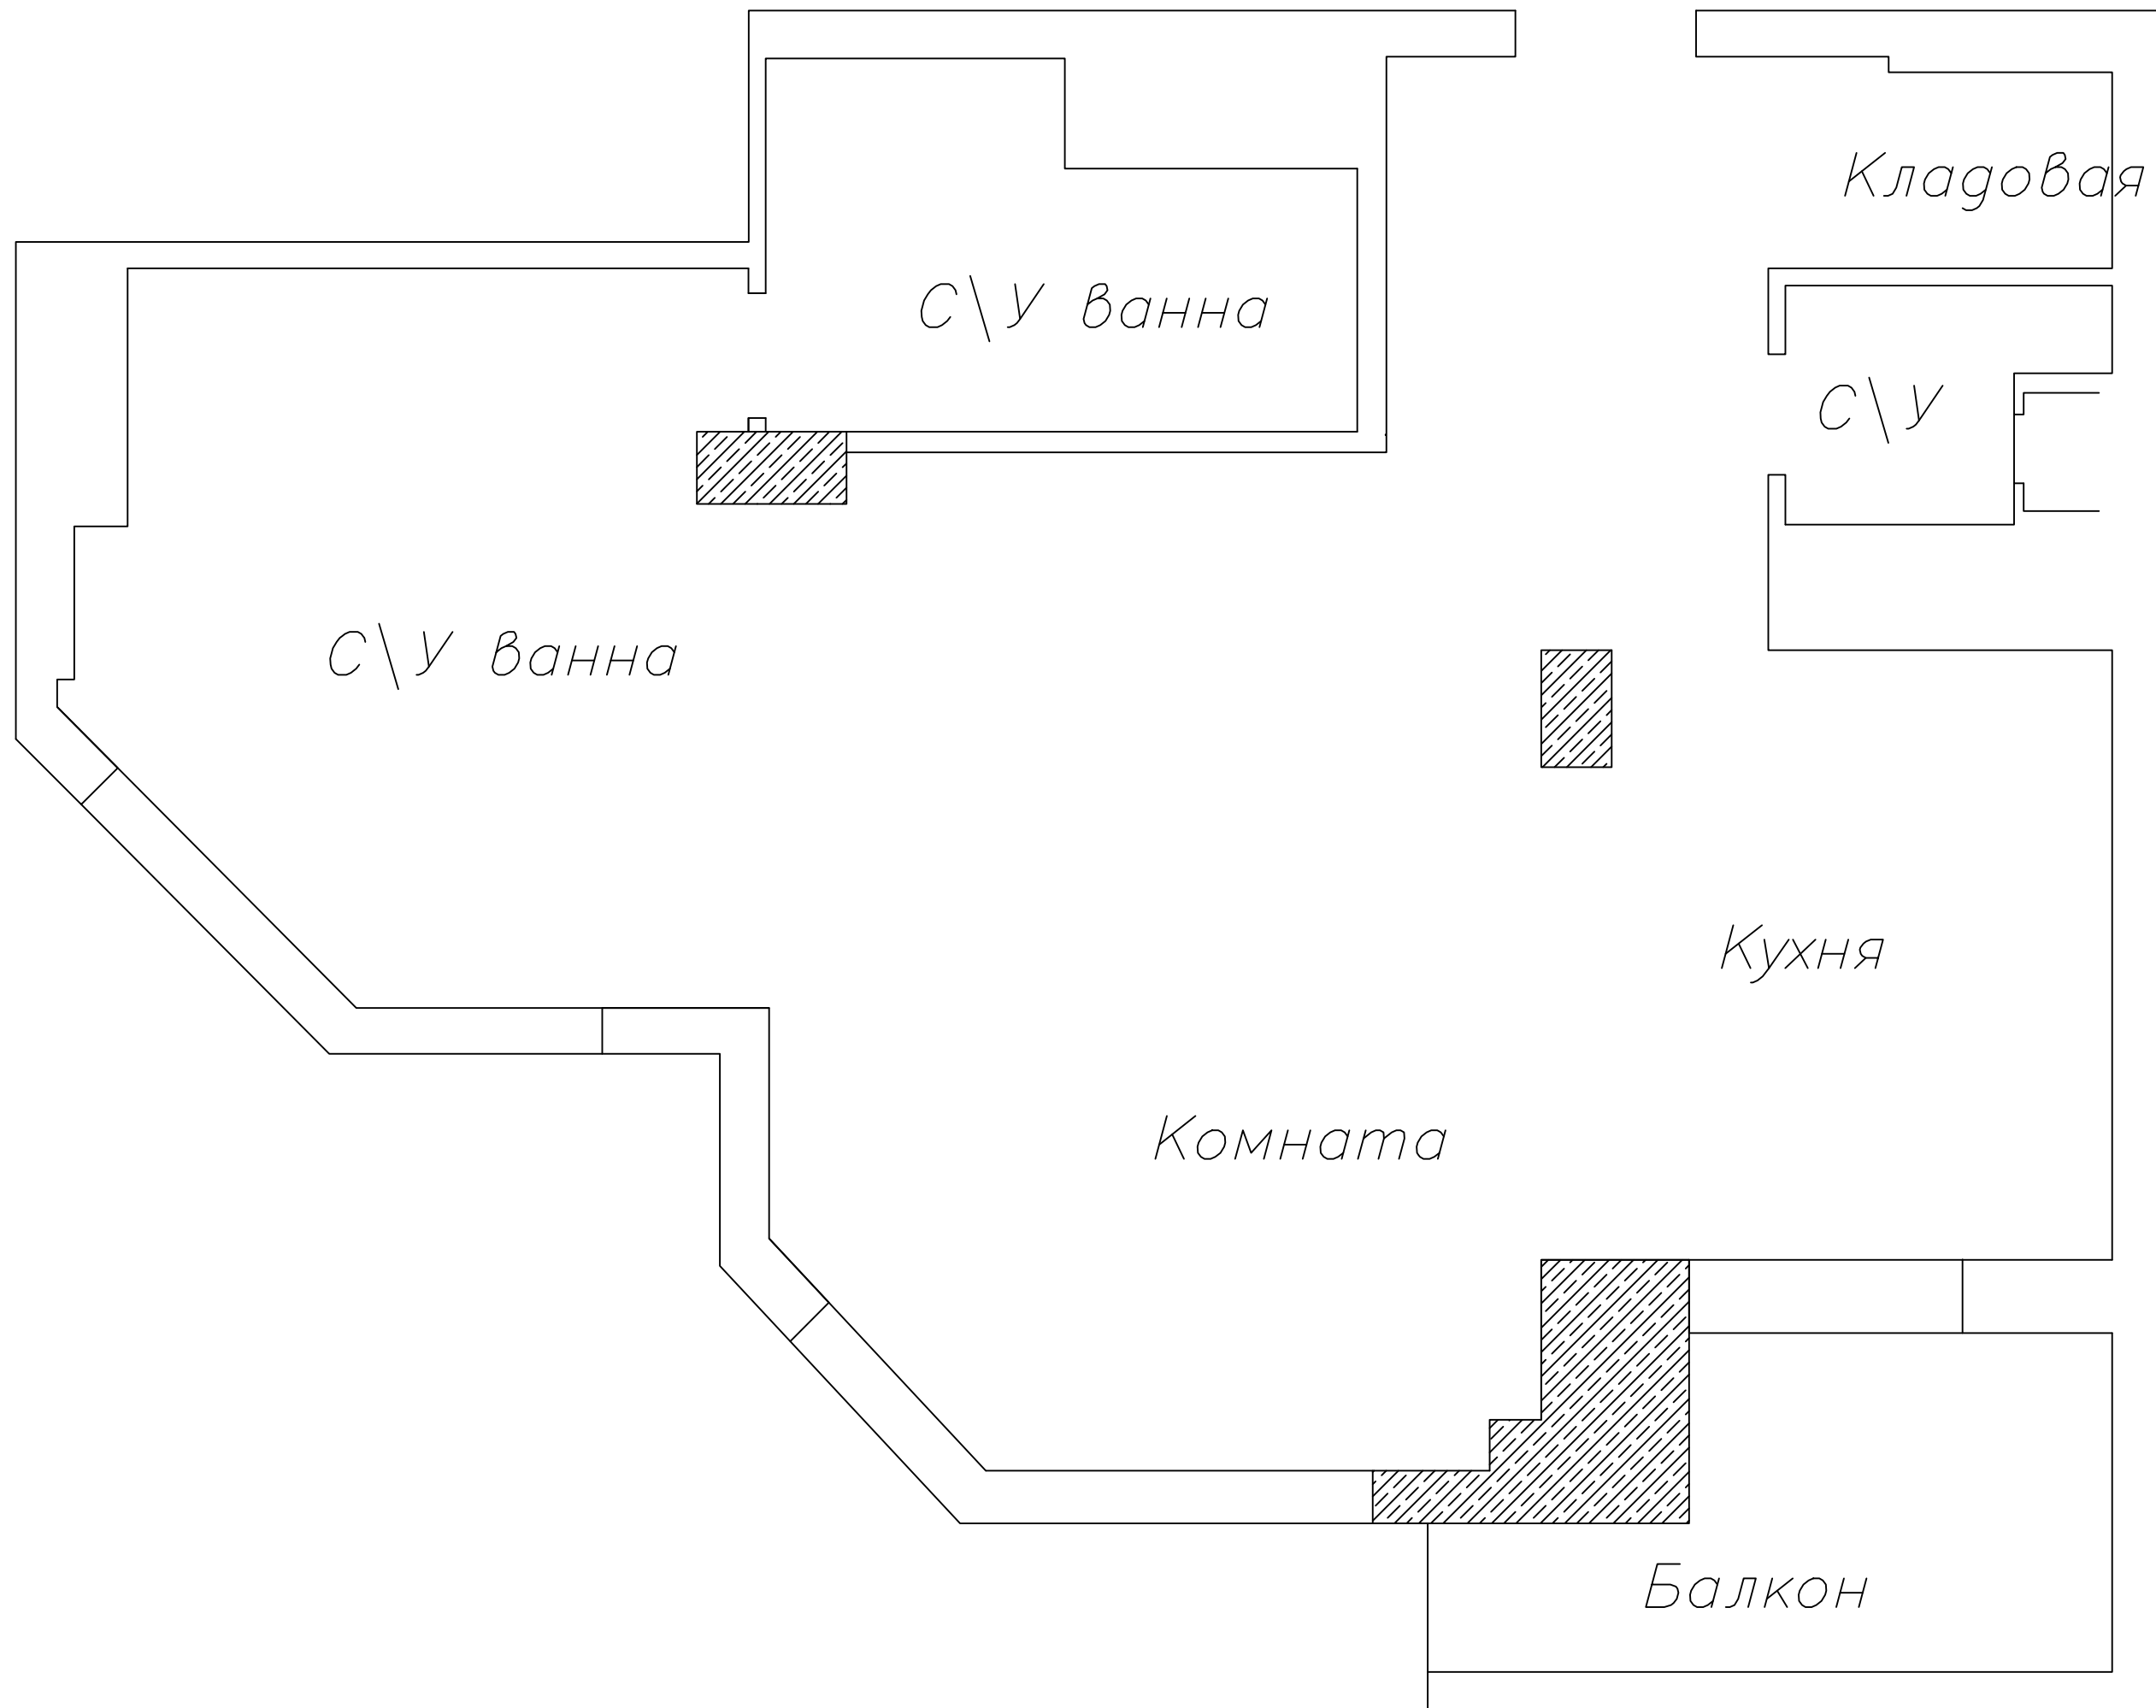 Кладовая
С\У ванна
С\У
С\У ванна
Кухня
Комната
Балкон